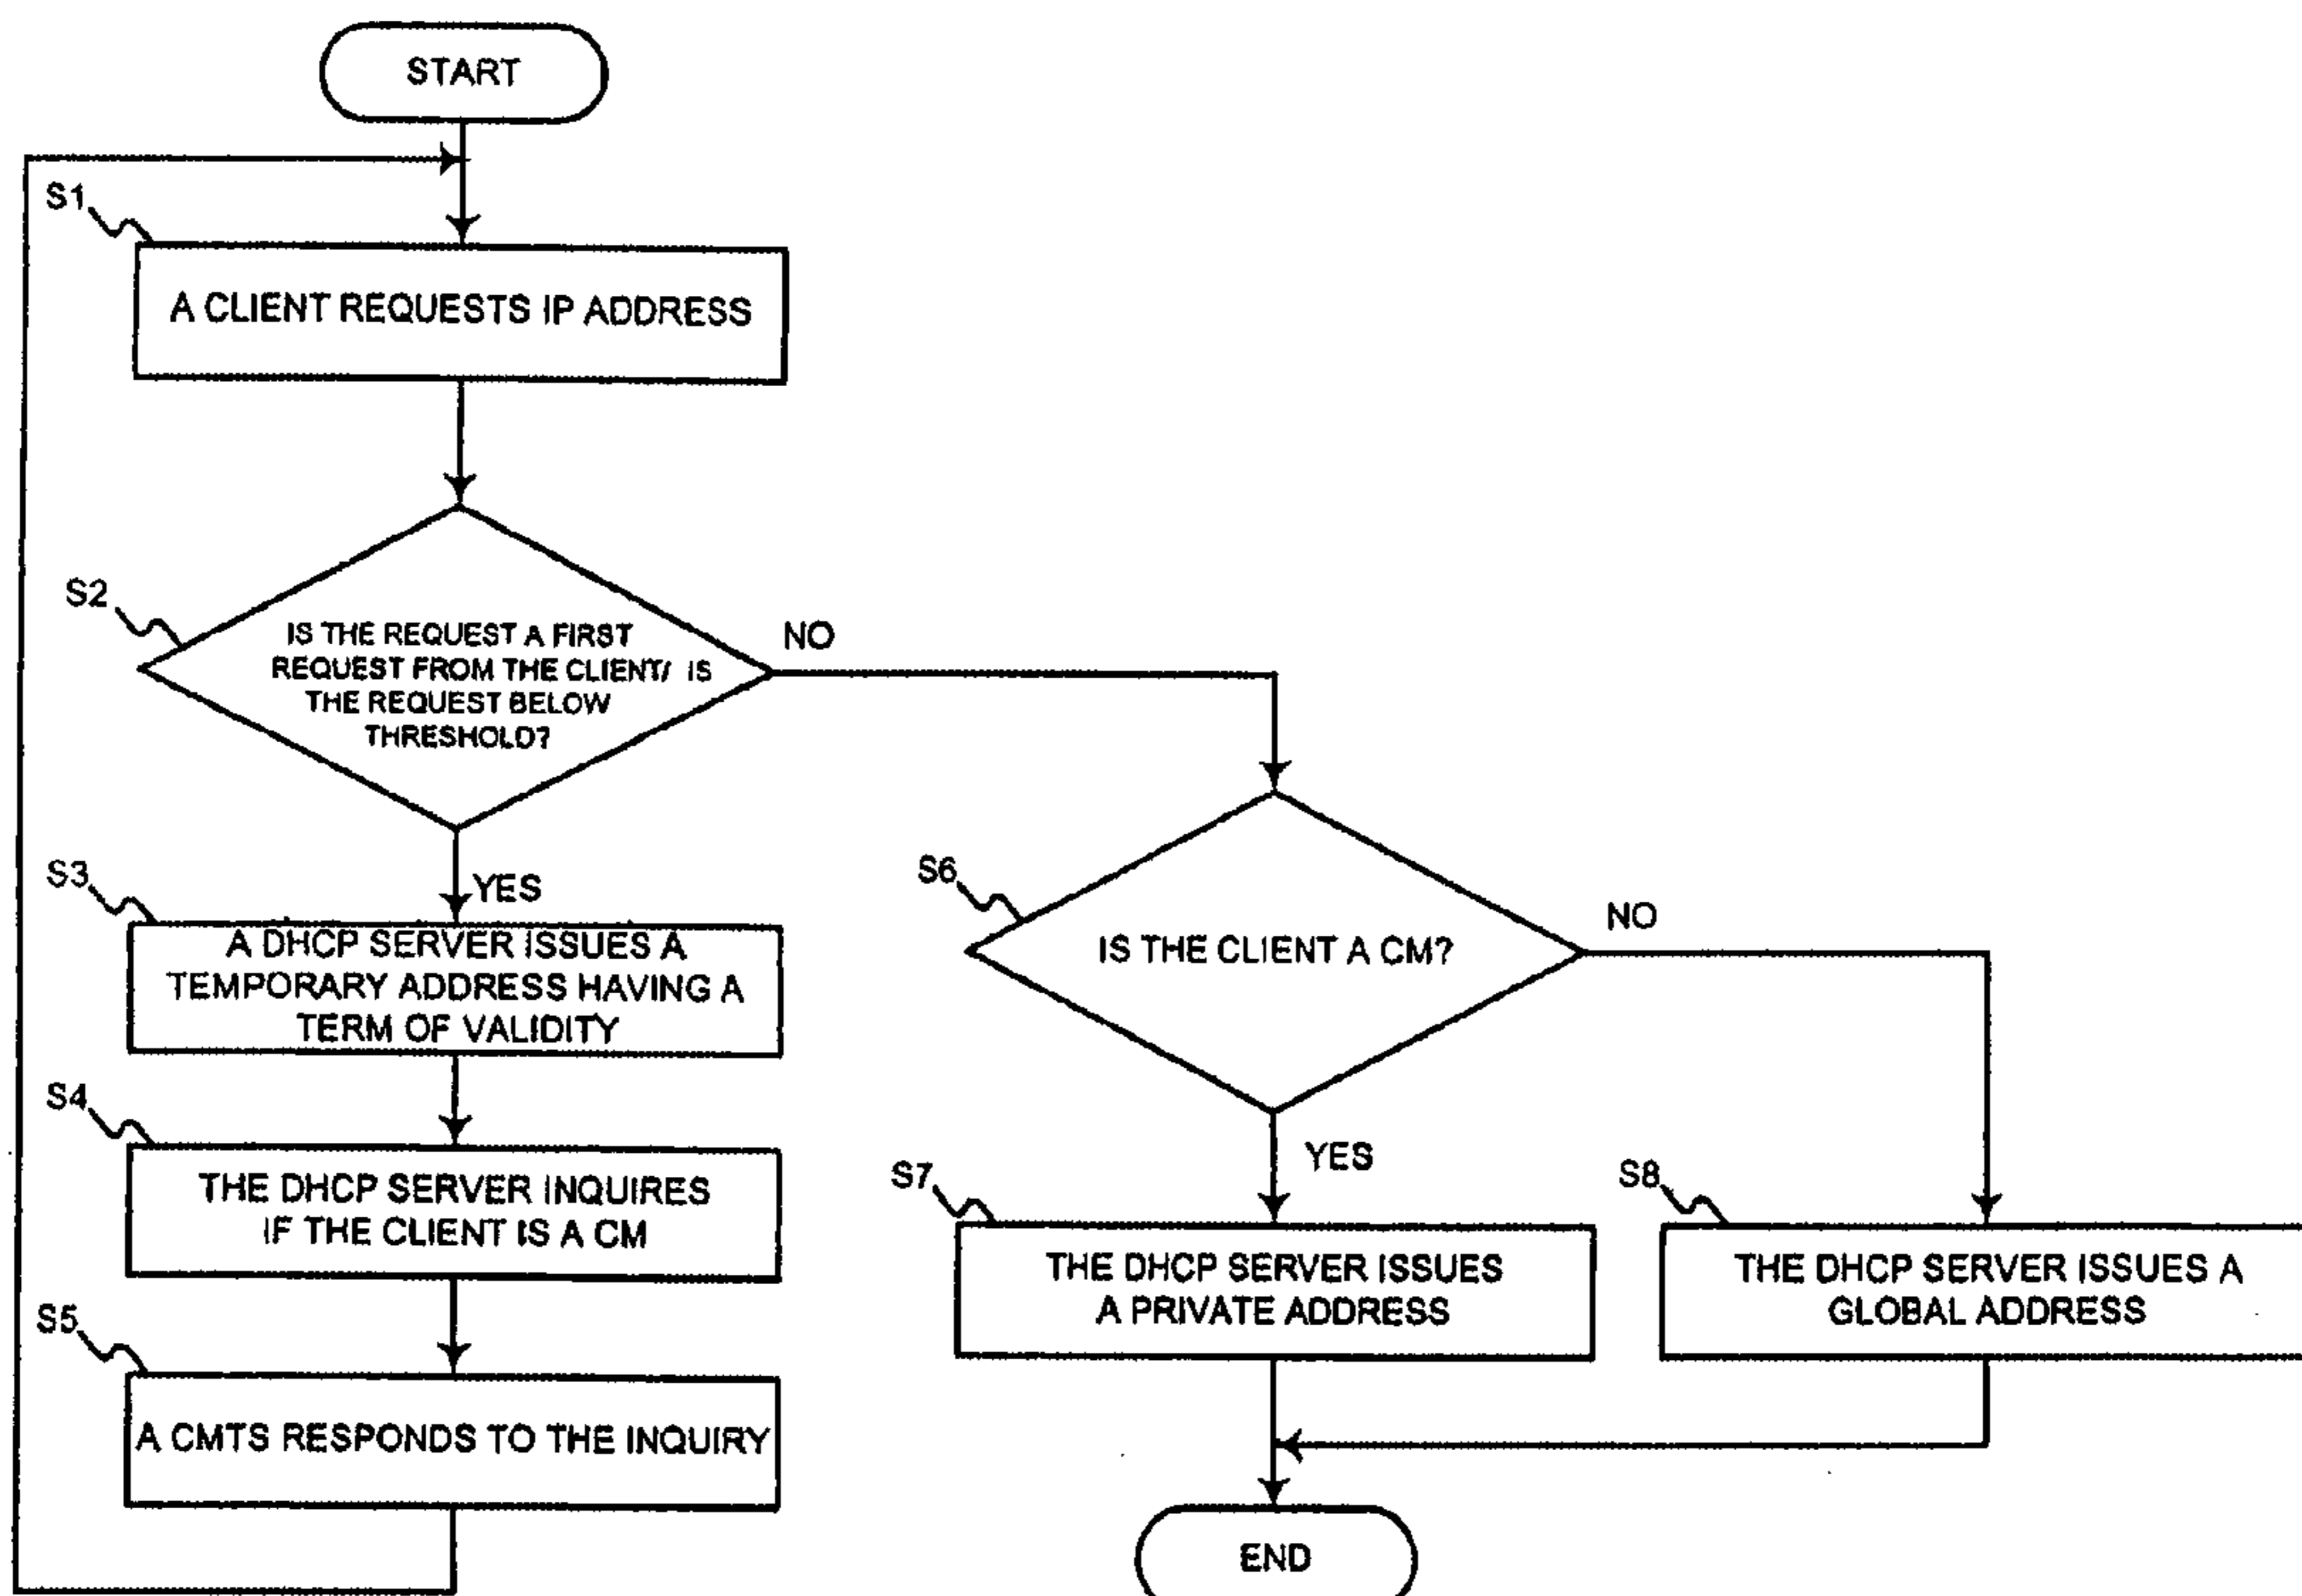 START
S1
A CLIENT REQUESTS IP ADDRESS
S2
IS THE REQUEST A FIRST
REQUEST FROM THE CLIENT/ IS
THE REQUEST BELOW
THRESHOLD?
NO
YES
S3
A DHCP SERVER ISSUES A
TEMPORARY ADDRESS HAVING A
TERM OF VALIDITY
S4
THE DHCP SERVER INQUIRES
IF THE CLIENT IS A CM
S5
A CMTS RESPONDS TO THE INQUIRY
S6
IS THE CLIENT A CM?
NO
YES
S7
THE DHCP SERVER ISSUES
A PRIVATE ADDRESS
S8
THE DHCP SERVER ISSUES A
GLOBAL ADDRESS
END